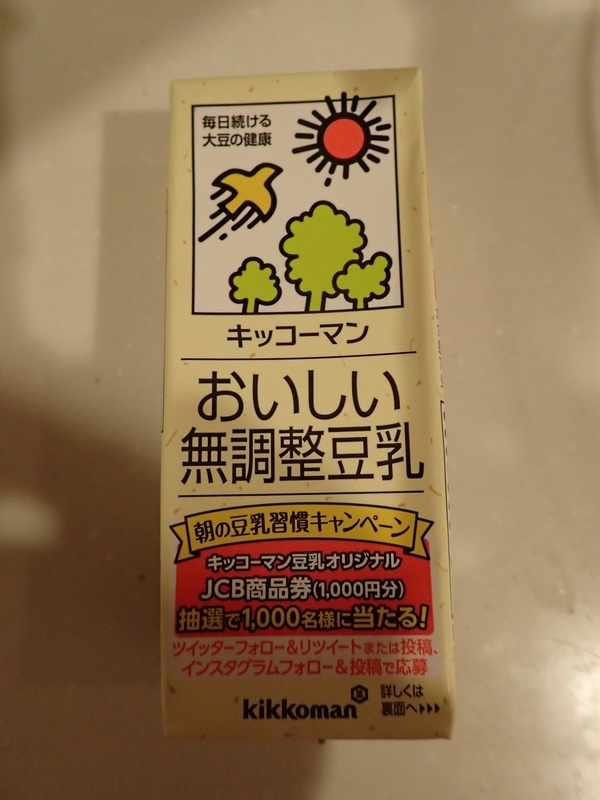 毎日続ける
大豆の健康
キッコーマン
おいしい
無調整豆乳
朝の豆乳習慣キャンペーン
キッコーマン豆乳オリジナル
JCB商品券(1,000円分)
抽選で1,000名様に当たる!
ツイッターフォロー&リツイートまたは投稿、
インスタグラムフォロー&投稿で応募
kikkoman
詳しくは
裏面へ